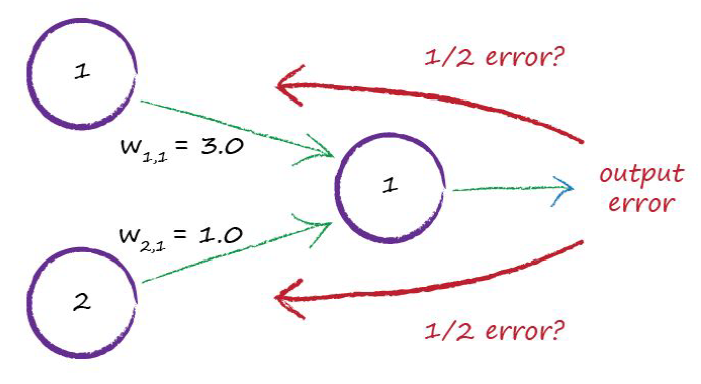 1/2 error?
1
w1,1 = 3.0
1
output
error
w2,1 = 1.0
2
1/2 error?